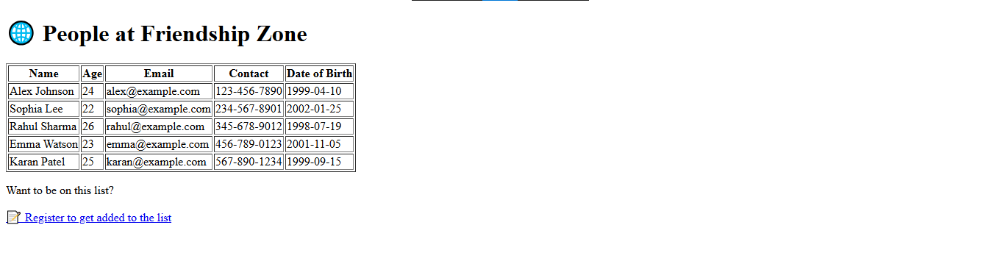 🌐 People at Friendship Zone
Name Age Email Contact Date of Birth
Alex Johnson 24 alex@example.com 123-456-7890 1999-04-10
Sophia Lee 22 sophia@example.com 234-567-8901 2002-01-25
Rahul Sharma 26 rahul@example.com 345-678-9012 1998-07-19
Emma Watson 23 emma@example.com 456-789-0123 2001-11-05
Karan Patel 25 karan@example.com 567-890-1234 1999-09-15
Want to be on this list?
📝 Register to get added to the list